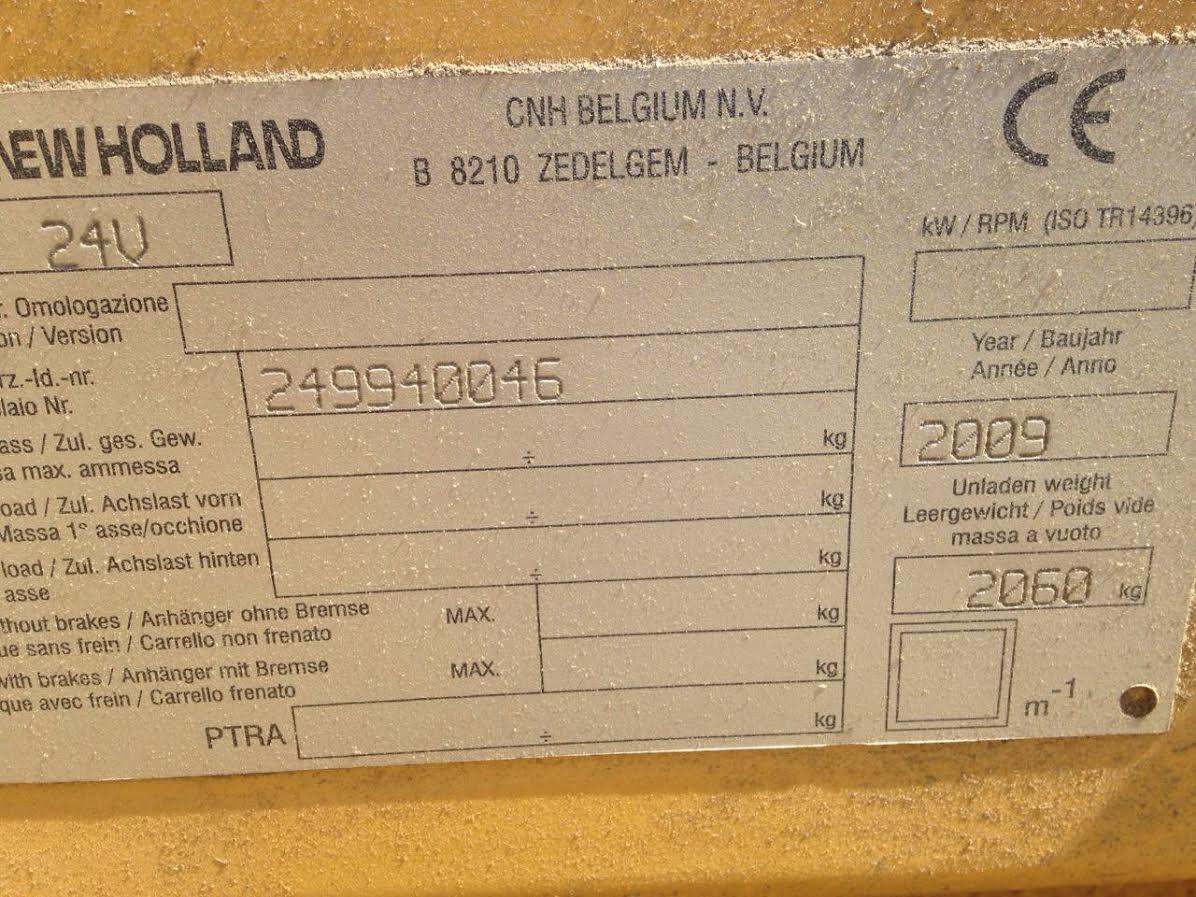 NEW HOLLAND
CNH BELGIUM N.V.
B 8210 ZEDELGEM - BELGIUM
CE
24V
kW / RPM (ISO TR14396)
r. Omologazione
on / Version
rz.-Id.-nr.
laio Nr.
249940046
Year / Baujahr
Année / Anno
2009
ass / Zul. ges. Gew.
sa max. ammessa
÷ kg
Unladen weight
Leergewicht / Poids vide
massa a vuoto
2060 kg
oad / Zul. Achslast vorn
Massa 1° asse/occhione
÷ kg
load / Zul. Achslast hinten
asse
÷ kg
thout brakes / Anhänger ohne Bremse
ue sans frein / Carrello non frenato
MAX. kg
with brakes / Anhänger mit Bremse
que avec frein / Carrello frenato
MAX. kg
m-1
PTRA ÷ kg